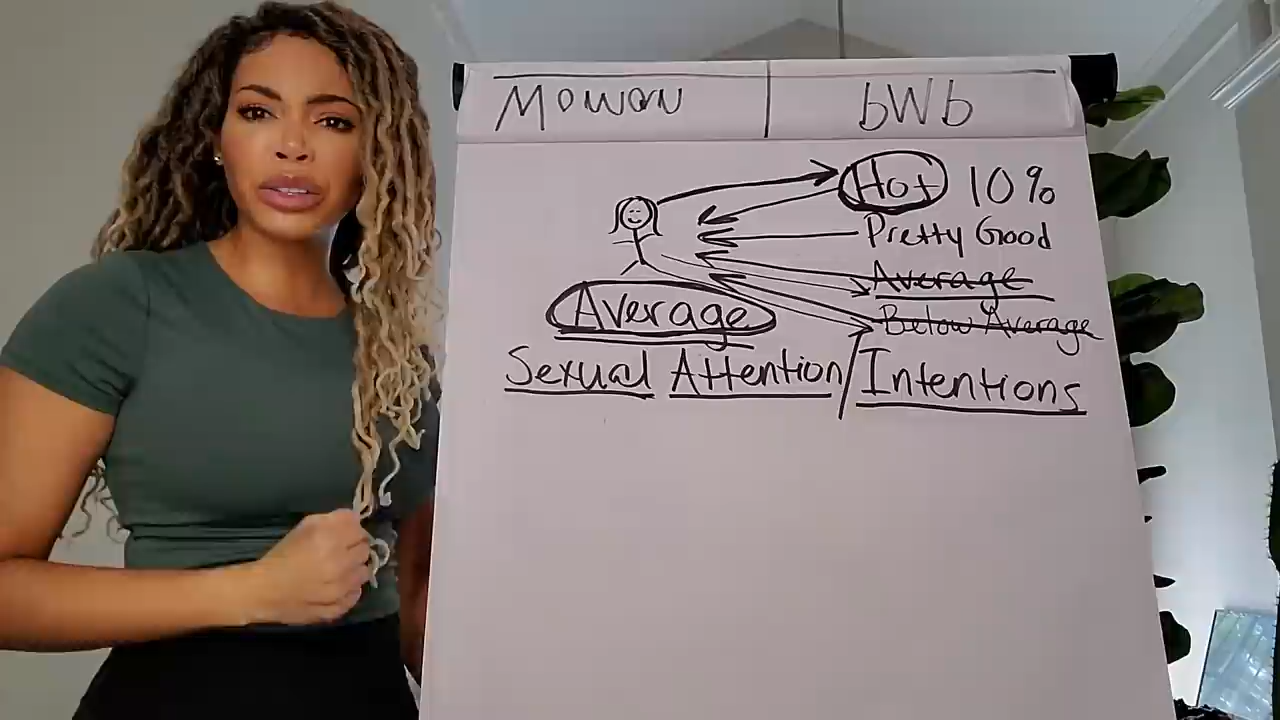 Mowon bWb
Hot 10%
Pretty Good
Average
Below Average
Average
Sexual Attention/Intentions